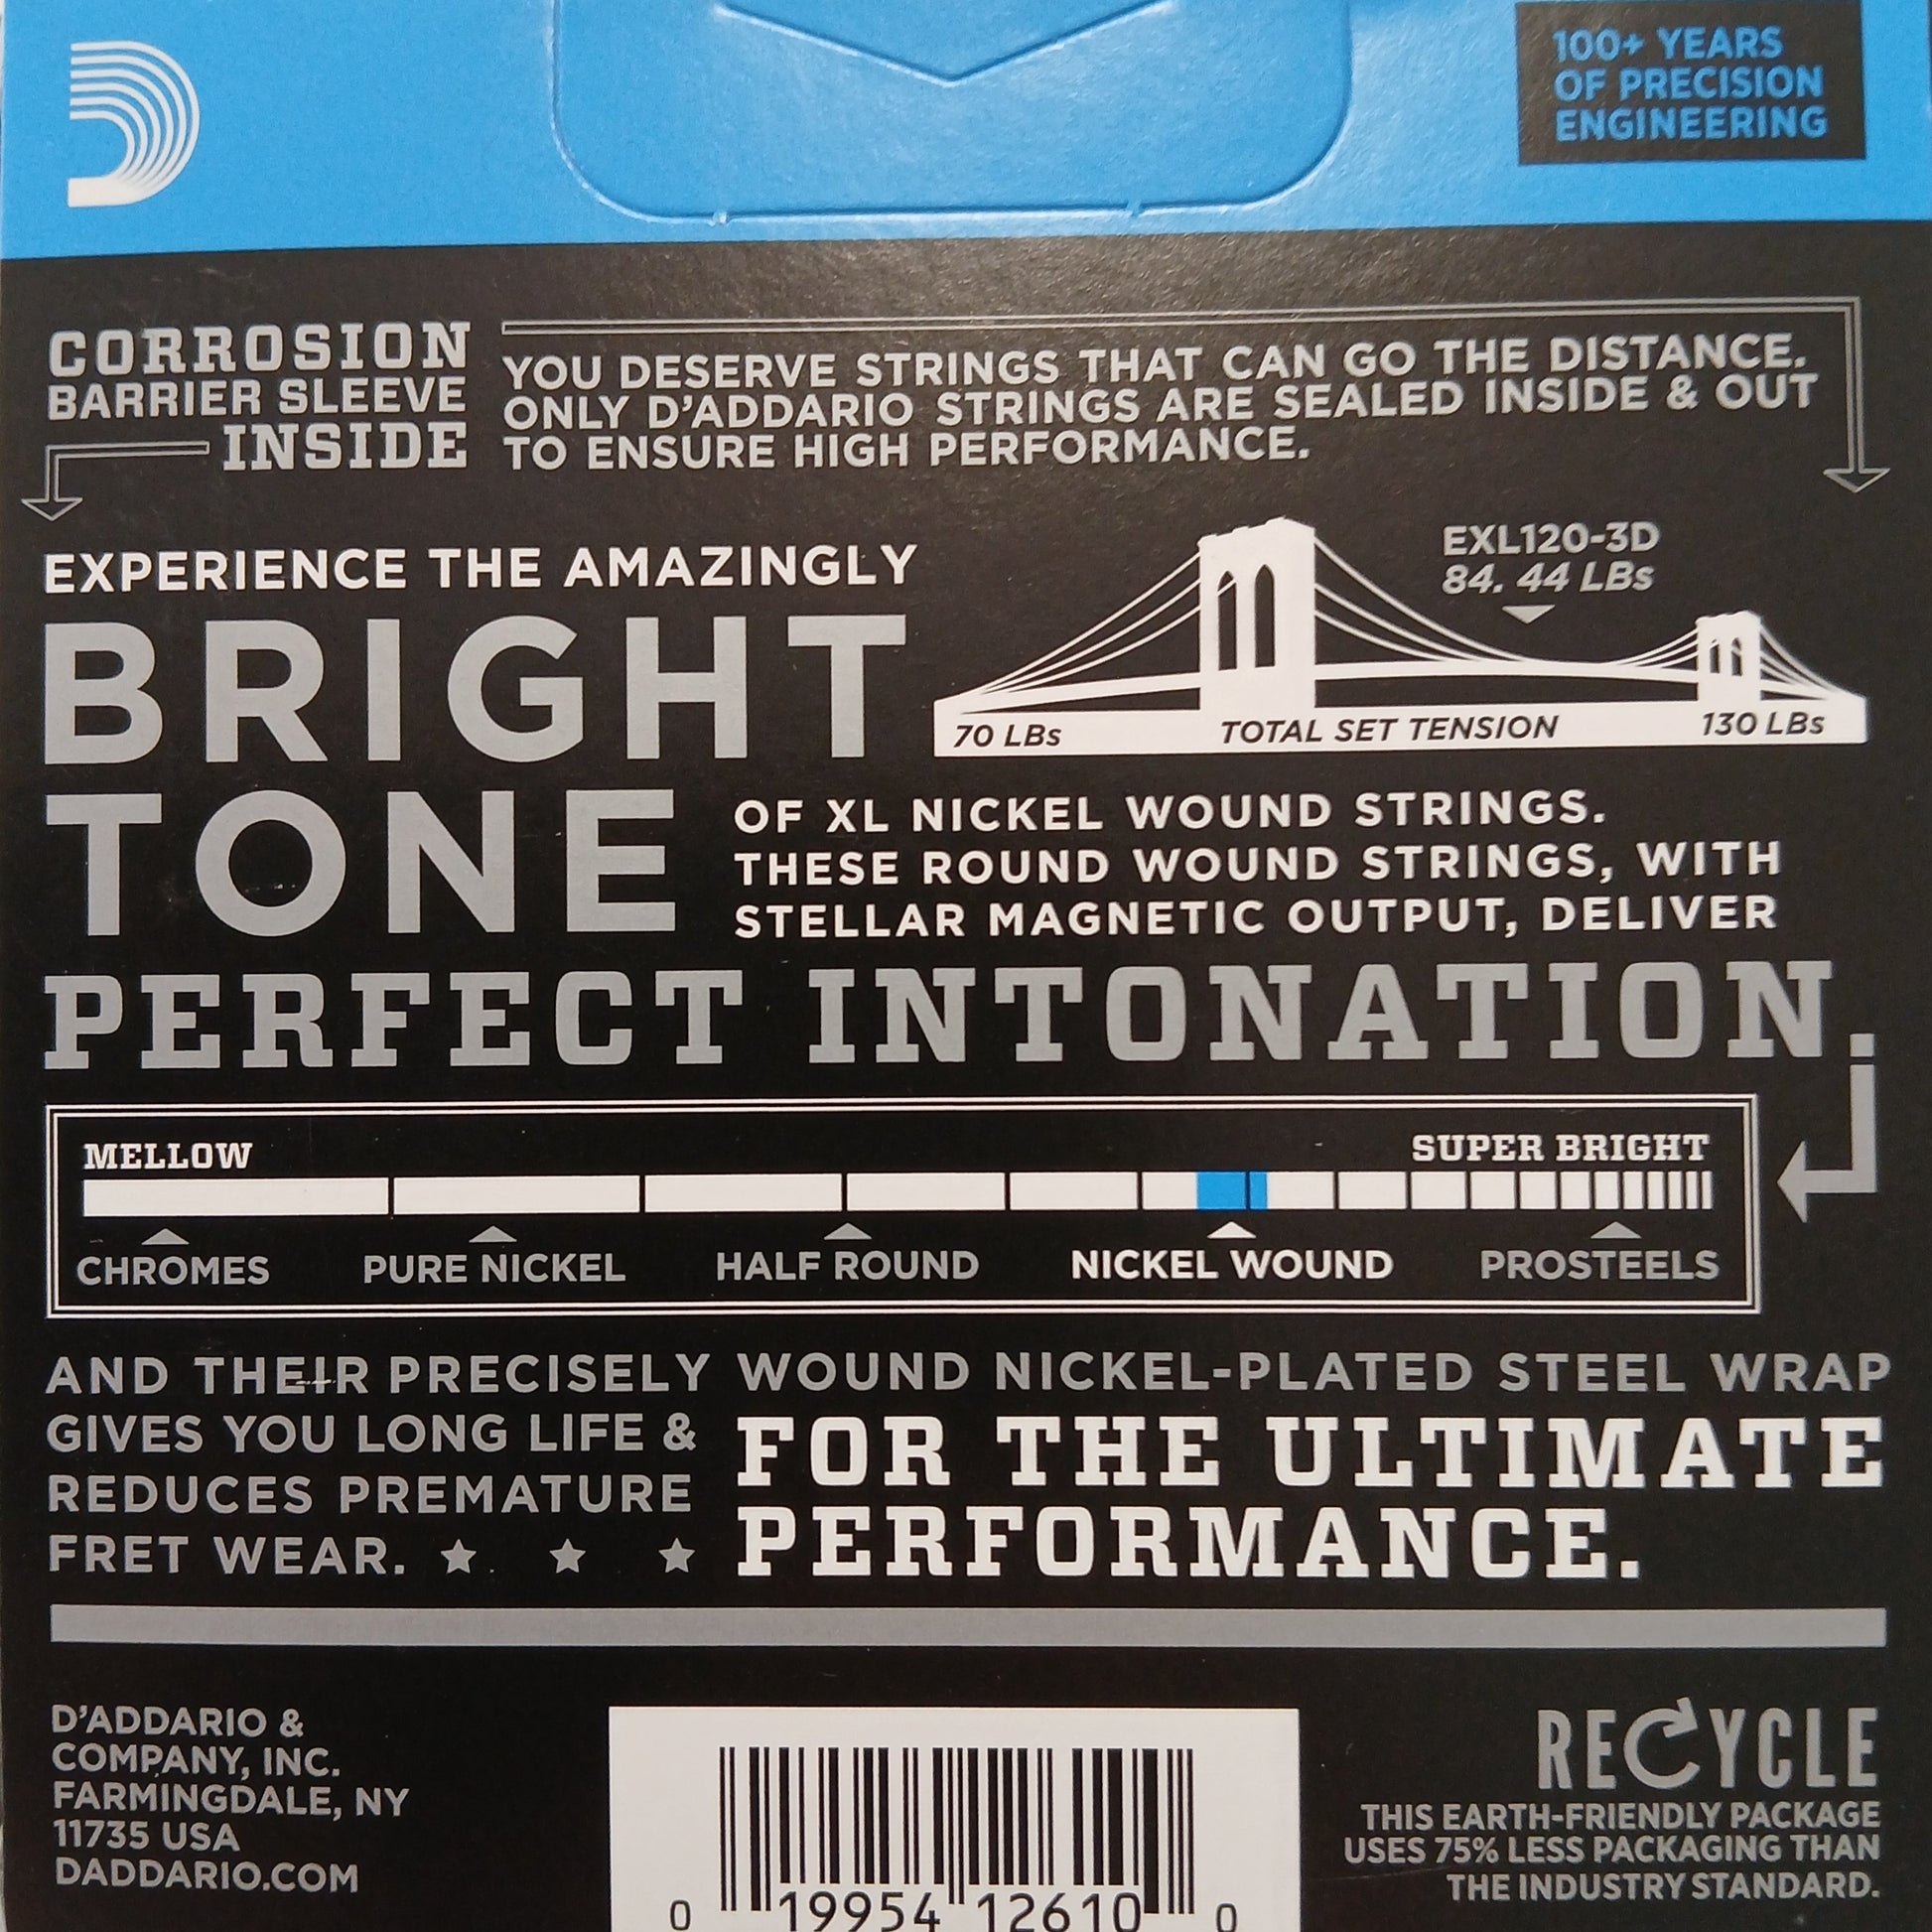 100+ YEARS
OF PRECISION
ENGINEERING
CORROSION
BARRIER SLEEVE
INSIDE
YOU DESERVE STRINGS THAT CAN GO THE DISTANCE.
ONLY D'ADDARIO STRINGS ARE SEALED INSIDE & OUT
TO ENSURE HIGH PERFORMANCE.
EXPERIENCE THE AMAZINGLY
BRIGHT
TONE
EXL120-3D
84. 44 LBs
70 LBs TOTAL SET TENSION 130 LBs
OF XL NICKEL WOUND STRINGS.
THESE ROUND WOUND STRINGS, WITH
STELLAR MAGNETIC OUTPUT, DELIVER
PERFECT INTONATION.
MELLOW SUPER BRIGHT
CHROMES PURE NICKEL HALF ROUND NICKEL WOUND PROSTEELS
AND THEIR PRECISELY WOUND NICKEL-PLATED STEEL WRAP
GIVES YOU LONG LIFE &
REDUCES PREMATURE
FRET WEAR.
FOR THE ULTIMATE
PERFORMANCE.
D'ADDARIO &
COMPANY, INC.
FARMINGDALE, NY
11735 USA
DADDARIO.COM
0 19954 12610 0
RECYCLE
THIS EARTH-FRIENDLY PACKAGE
USES 75% LESS PACKAGING THAN
THE INDUSTRY STANDARD.